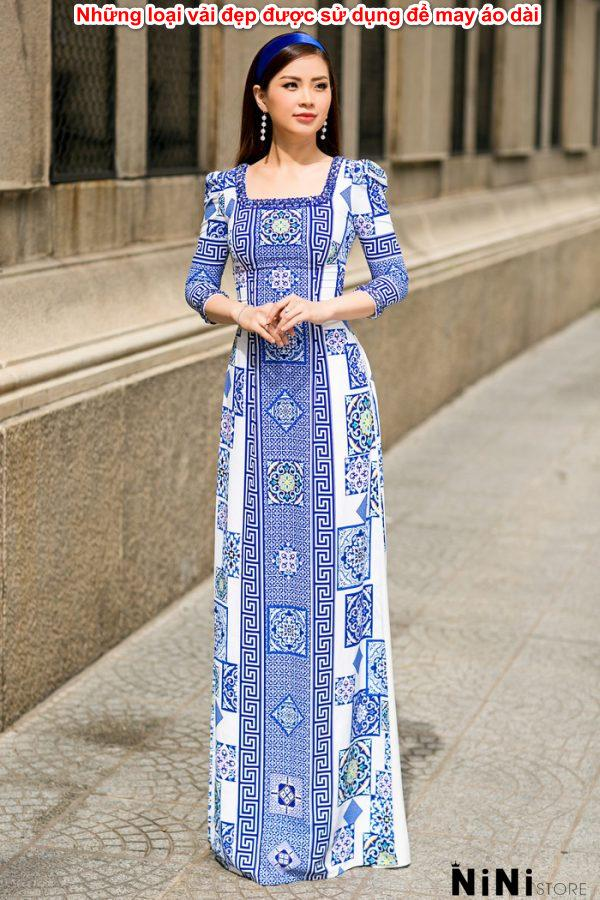 Những loại vải đẹp được sử dụng để may áo dài
NiNi STORE